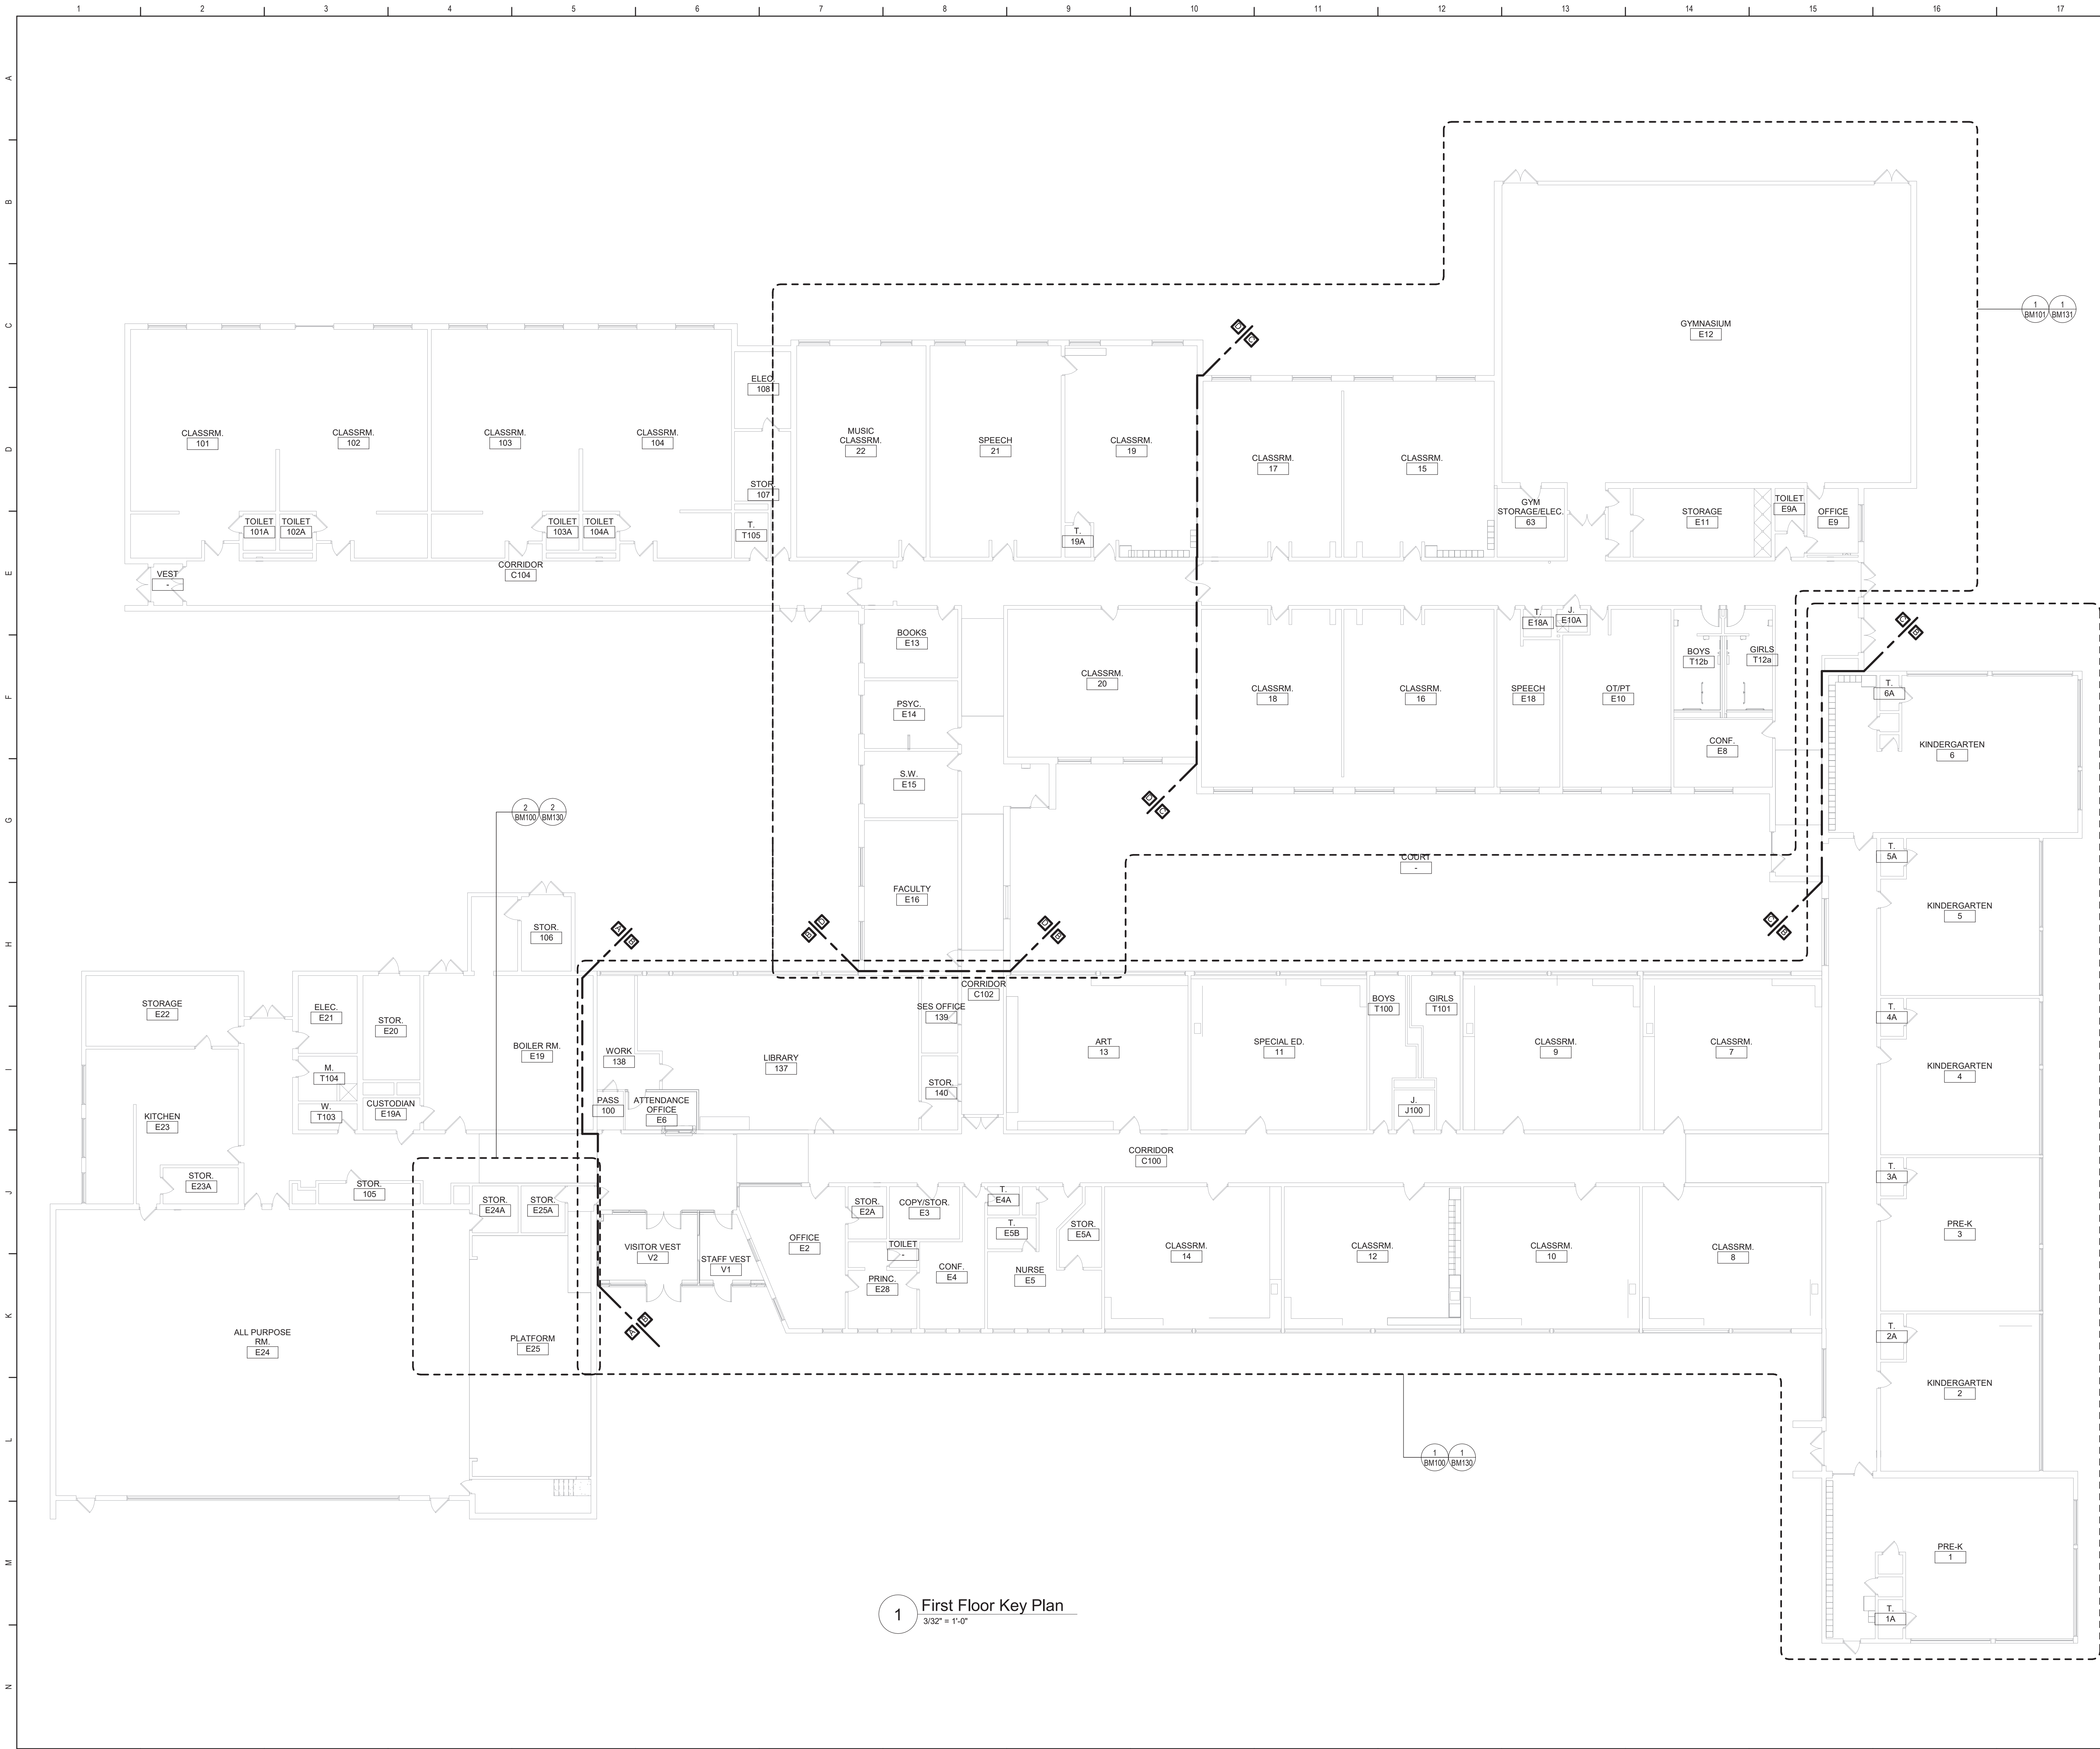 1 2 3 4 5 6 7 8 9 10 11 12 13 14 15 16 17
A
B
C
D
E
F
G
H
I
J
K
L
M
N
1
BM101
1
BM131
GYMNASIUM
E12
D
C
ELEC.
108
CLASSRM.
101
CLASSRM.
102
CLASSRM.
103
CLASSRM.
104
MUSIC
CLASSRM.
22
SPEECH
21
CLASSRM.
19
CLASSRM.
17
CLASSRM.
15
STOR.
107
GYM
STORAGE/ELEC.
63
STORAGE
E11
TOILET
E9A
OFFICE
E9
TOILET
101A
TOILET
102A
TOILET
103A
TOILET
104A
T.
T105
T.
19A
VEST
-
CORRIDOR
C104
BOOKS
E13
T.
E18A
J.
E10A
C
B
BOYS
T12b
GIRLS
T12a
CLASSRM.
20
CLASSRM.
18
CLASSRM.
16
SPEECH
E18
OT/PT
E10
T.
6A
PSYC.
E14
CONF.
E8
KINDERGARTEN
6
S.W.
E15
D
C
2
BM100
2
BM130
COURT
-
T.
5A
FACULTY
E16
KINDERGARTEN
5
STOR.
106
A
B
B
D
D
B
C
B
STORAGE
E22
ELEC.
E21
STOR.
E20
BOILER RM.
E19
WORK
138
LIBRARY
137
SES OFFICE
139
CORRIDOR
C102
ART
13
SPECIAL ED.
11
BOYS
T100
GIRLS
T101
CLASSRM.
9
CLASSRM.
7
T.
4A
KINDERGARTEN
4
M.
T104
W.
T103
CUSTODIAN
E19A
KITCHEN
E23
PASS
100
ATTENDANCE
OFFICE
E6
STOR.
140
J.
J100
CORRIDOR
C100
STOR.
E23A
STOR.
105
STOR.
E24A
STOR.
E25A
STOR.
E2A
COPY/STOR.
E3
T.
E4A
T.
E5B
STOR.
E5A
T.
3A
PRE-K
3
VISITOR VEST
V2
STAFF VEST
V1
OFFICE
E2
TOILET
-
PRINC.
E28
CONF.
E4
NURSE
E5
CLASSRM.
14
CLASSRM.
12
CLASSRM.
10
CLASSRM.
8
A
B
ALL PURPOSE
RM.
E24
PLATFORM
E25
T.
2A
KINDERGARTEN
2
1
BM100
1
BM130
PRE-K
1
T.
1A
1
First Floor Key Plan
3/32" = 1'-0"